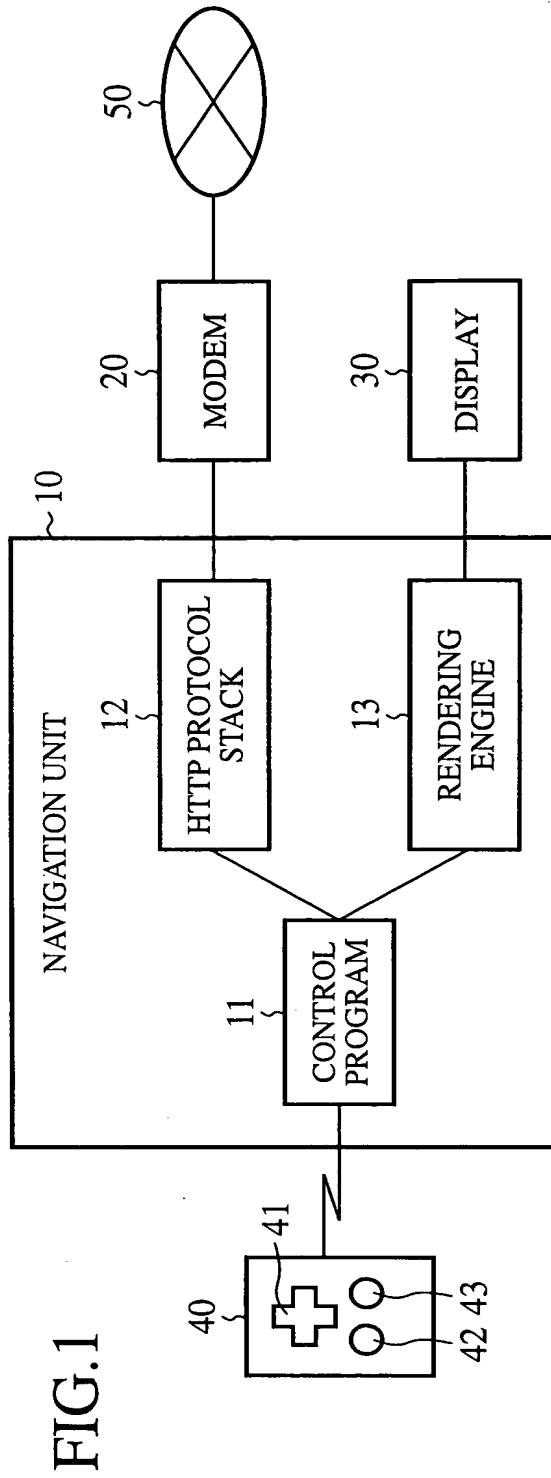 FIG.1
NAVIGATION UNIT
10
40
41
42
43
11
CONTROL
PROGRAM
12
HTTP PROTOCOL
STACK
13
RENDERING
ENGINE
20
MODEM
30
DISPLAY
50